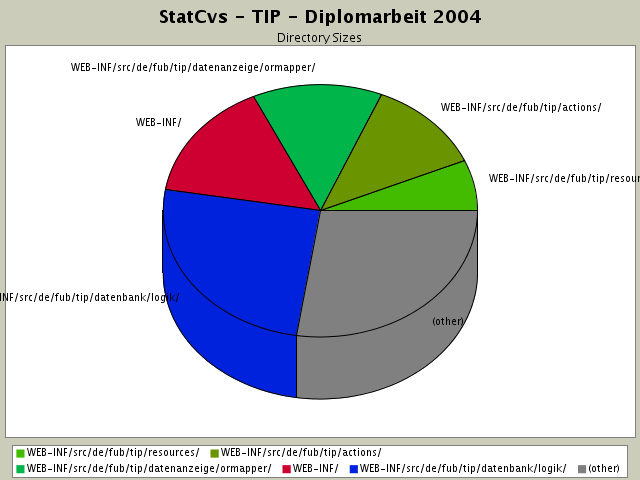 StatCvs - TIP - Diplomarbeit 2004
Directory Sizes
WEB-INF/src/de/fub/tip/datenanzeige/ormapper/
WEB-INF/src/de/fub/tip/actions/
WEB-INF/
WEB-INF/src/de/fub/tip/resour
INF/src/de/fub/tip/datenbank/logik/
(other)
WEB-INF/src/de/fub/tip/resources/ WEB-INF/src/de/fub/tip/actions/
WEB-INF/src/de/fub/tip/datenanzeige/ormapper/ WEB-INF/ WEB-INF/src/de/fub/tip/datenbank/logik/ (other)